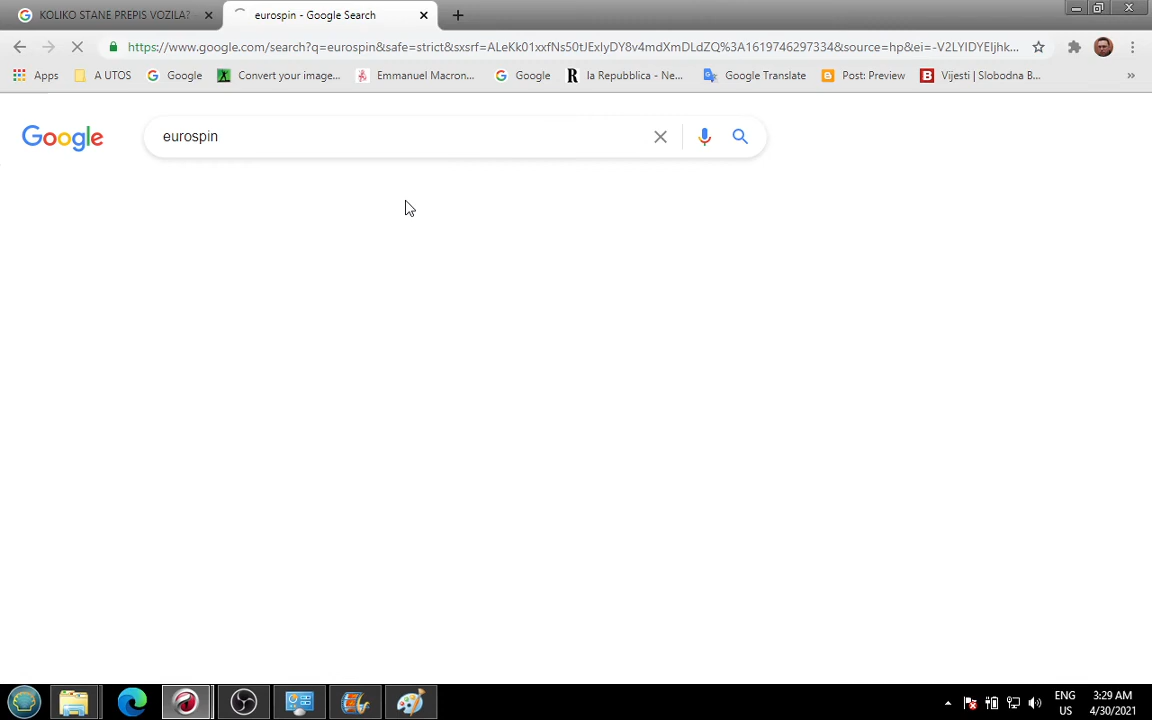 KOLIKO STANE PREPIS VOZILA?
eurospin - Google Search
https://www.google.com/search?q=eurospin&safe=strict&sxsrf=ALeKk01xxfNs50tJExIyDY8v4mdXmDLdZQ%3A1619746297334&source=hp&ei=-V2LYIDYEIjhk...
Apps A UTOS Google Convert your image... Emmanuel Macron... Google R la Repubblica - Ne... Google Translate Post: Preview B Vijesti | Slobodna B... »
Google eurospin
ENG 3:29 AM
US 4/30/2021